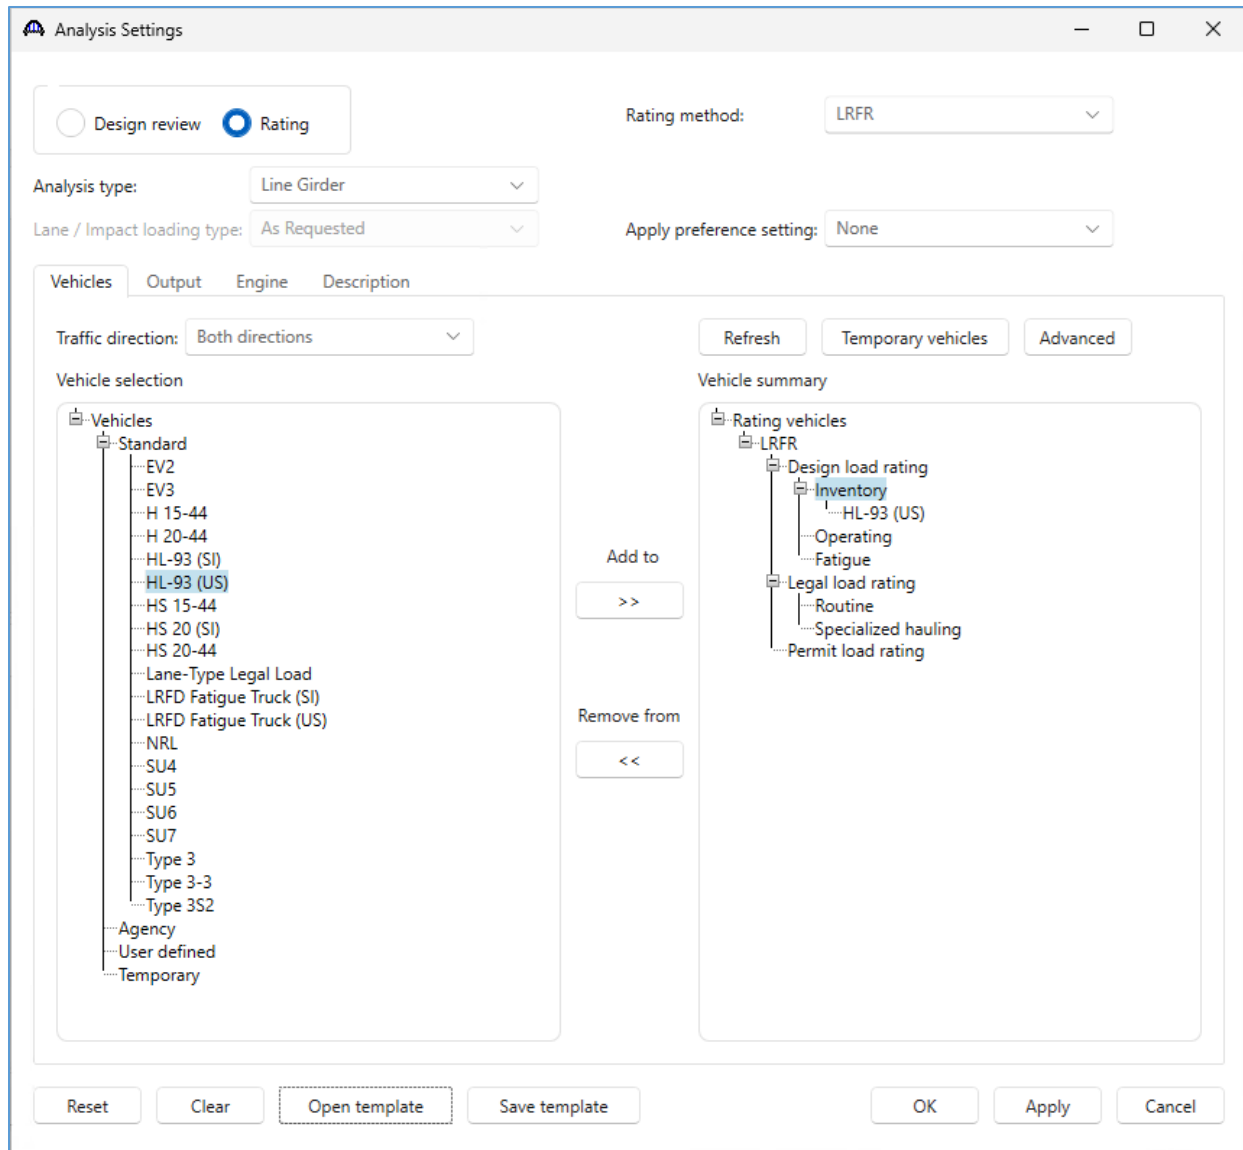 Analysis Settings
Design review
Rating
Rating method:
LRFR
Analysis type:
Line Girder
Lane / Impact loading type:
As Requested
Apply preference setting:
None
Vehicles
Output
Engine
Description
Traffic direction:
Both directions
Refresh
Temporary vehicles
Advanced
Vehicle selection
Vehicles
Standard
EV2
EV3
H 15-44
H 20-44
HL-93 (SI)
HL-93 (US)
HS 15-44
HS 20 (SI)
HS 20-44
Lane-Type Legal Load
LRFD Fatigue Truck (SI)
LRFD Fatigue Truck (US)
NRL
SU4
SU5
SU6
SU7
Type 3
Type 3-3
Type 3S2
Agency
User defined
Temporary
Add to
>>
Remove from
<<
Vehicle summary
Rating vehicles
LRFR
Design load rating
Inventory
HL-93 (US)
Operating
Fatigue
Legal load rating
Routine
Specialized hauling
Permit load rating
Reset
Clear
Open template
Save template
OK
Apply
Cancel